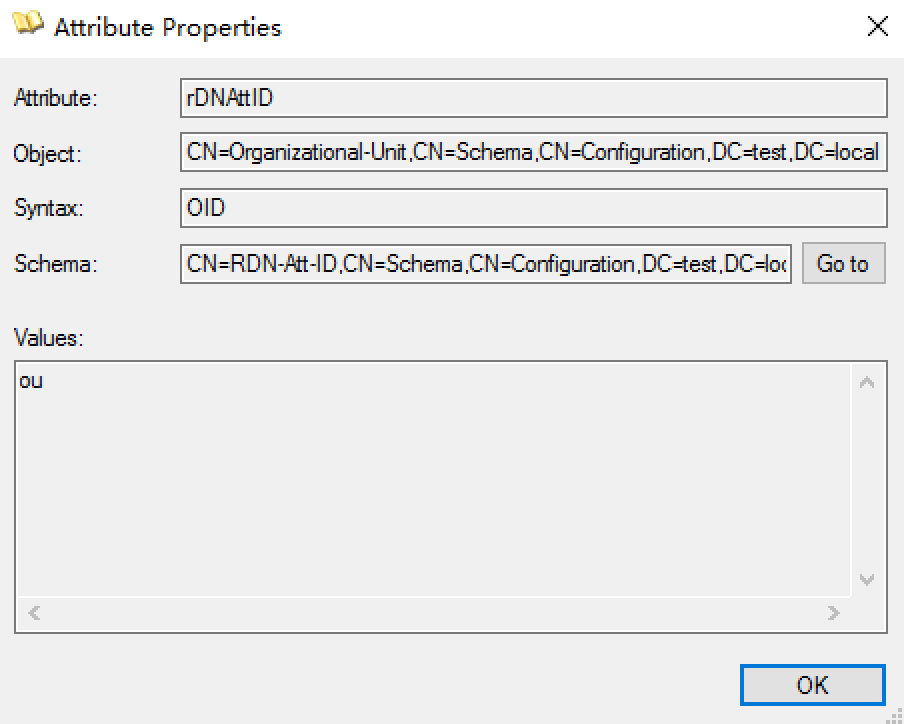 Attribute Properties
Attribute: rDNAttID
Object: CN=Organizational-Unit,CN=Schema,CN=Configuration,DC=test,DC=local
Syntax: OID
Schema: CN=RDN-Att-ID,CN=Schema,CN=Configuration,DC=test,DC=loc Go to
Values:
ou
OK